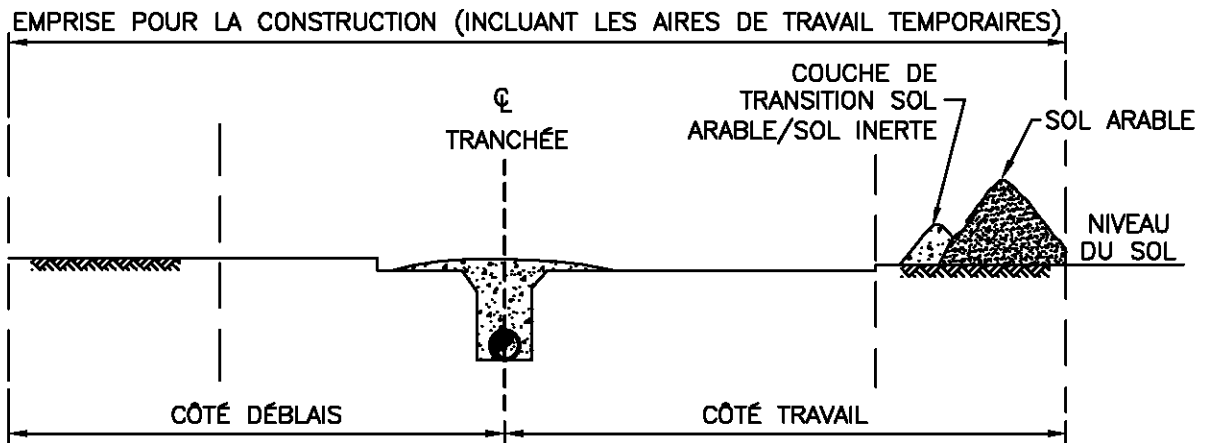 EMPRISE POUR LA CONSTRUCTION (INCLUANT LES AIRES DE TRAVAIL TEMPORAIRES)
COUCHE DE
TRANSITION SOL
ARABLE/SOL INERTE
SOL ARABLE
℄
TRANCHÉE
NIVEAU
DU SOL
CÔTÉ DÉBLAIS
CÔTÉ TRAVAIL